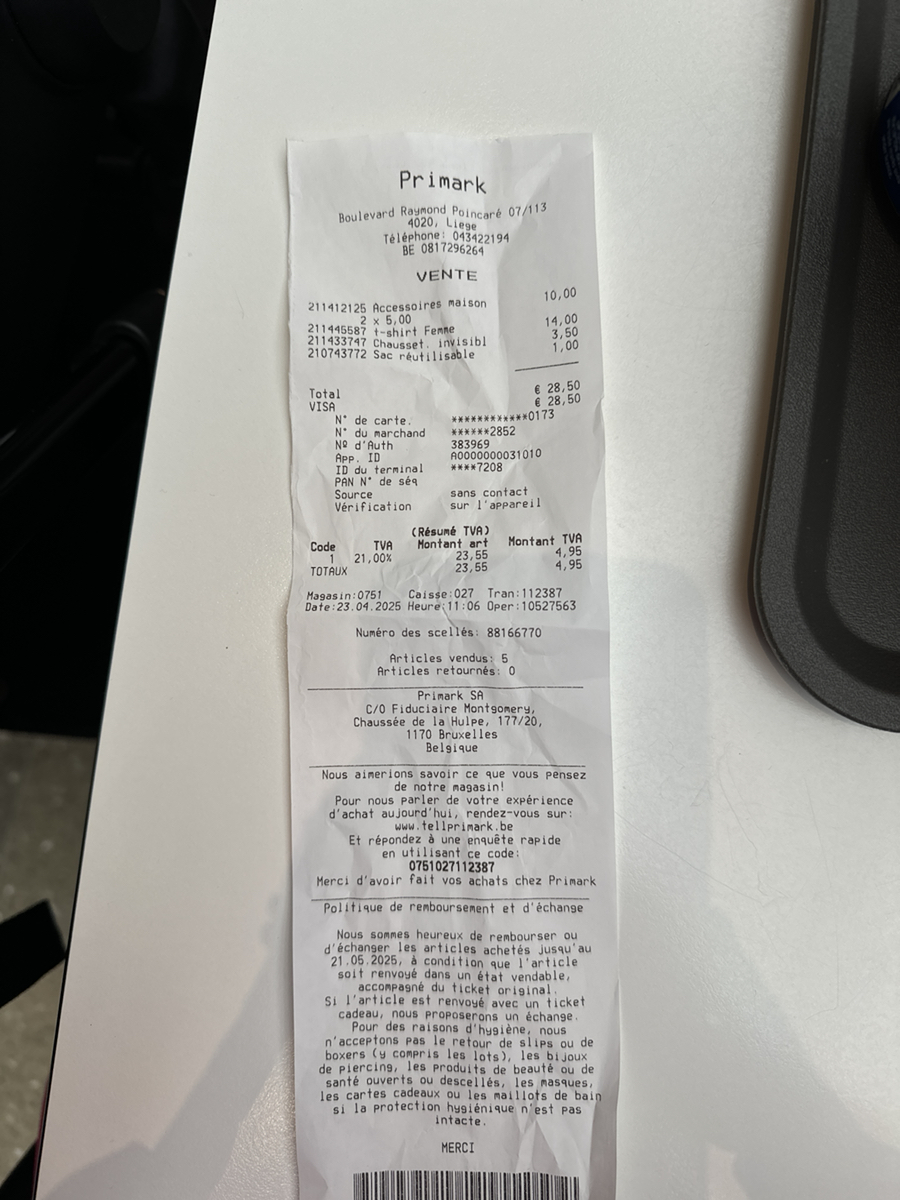 Primark
Boulevard Raymond Poincaré 07/113
4020, Liege
Téléphone: 043422194
BE 0817296264
VENTE
211412125 Accessoires maison 10,00
2 x 5,00
211445587 t-shirt Femme 14,00
211433747 Chausset. invisibl 3,50
210743772 Sac réutilisable 1,00
Total € 28,50
VISA € 28,50
N° de carte. ************0173
N° du marchand ******2852
Nº d'Auth 383969
App. ID A0000000031010
ID du terminal ****7208
PAN N° de séq
Source sans contact
Vérification sur l'appareil
(Résumé TVA)
Code TVA Montant art Montant TVA
1 21,00% 23,55 4,95
TOTAUX 23,55 4,95
Magasin:0751 Caisse:027 Tran:112387
Date:23.04.2025 Heure:11:06 Oper:10527563
Numéro des scellés: 88166770
Articles vendus: 5
Articles retournés: 0
Primark SA
C/O Fiduciaire Montgomery,
Chaussée de la Hulpe, 177/20,
1170 Bruxelles
Belgique
Nous aimerions savoir ce que vous pensez
de notre magasin!
Pour nous parler de votre expérience
d'achat aujourd'hui, rendez-vous sur:
www.tellprimark.be
Et répondez à une enquête rapide
en utilisant ce code:
0751027112387
Merci d'avoir fait vos achats chez Primark
Politique de remboursement et d'échange
Nous sommes heureux de rembourser ou
d'échanger les articles achetés jusqu'au
21.05.2025, à condition que l'article
soit renvoyé dans un état vendable,
accompagné du ticket original.
Si l'article est renvoyé avec un ticket
cadeau, nous proposerons un échange.
Pour des raisons d'hygiène, nous
n'acceptons pas le retour de slips ou de
boxers (y compris les lots), les bijoux
de piercing, les produits de beauté ou de
santé ouverts ou descellés, les masques,
les cartes cadeaux ou les maillots de bain
si la protection hygiénique n'est pas
intacte.
MERCI